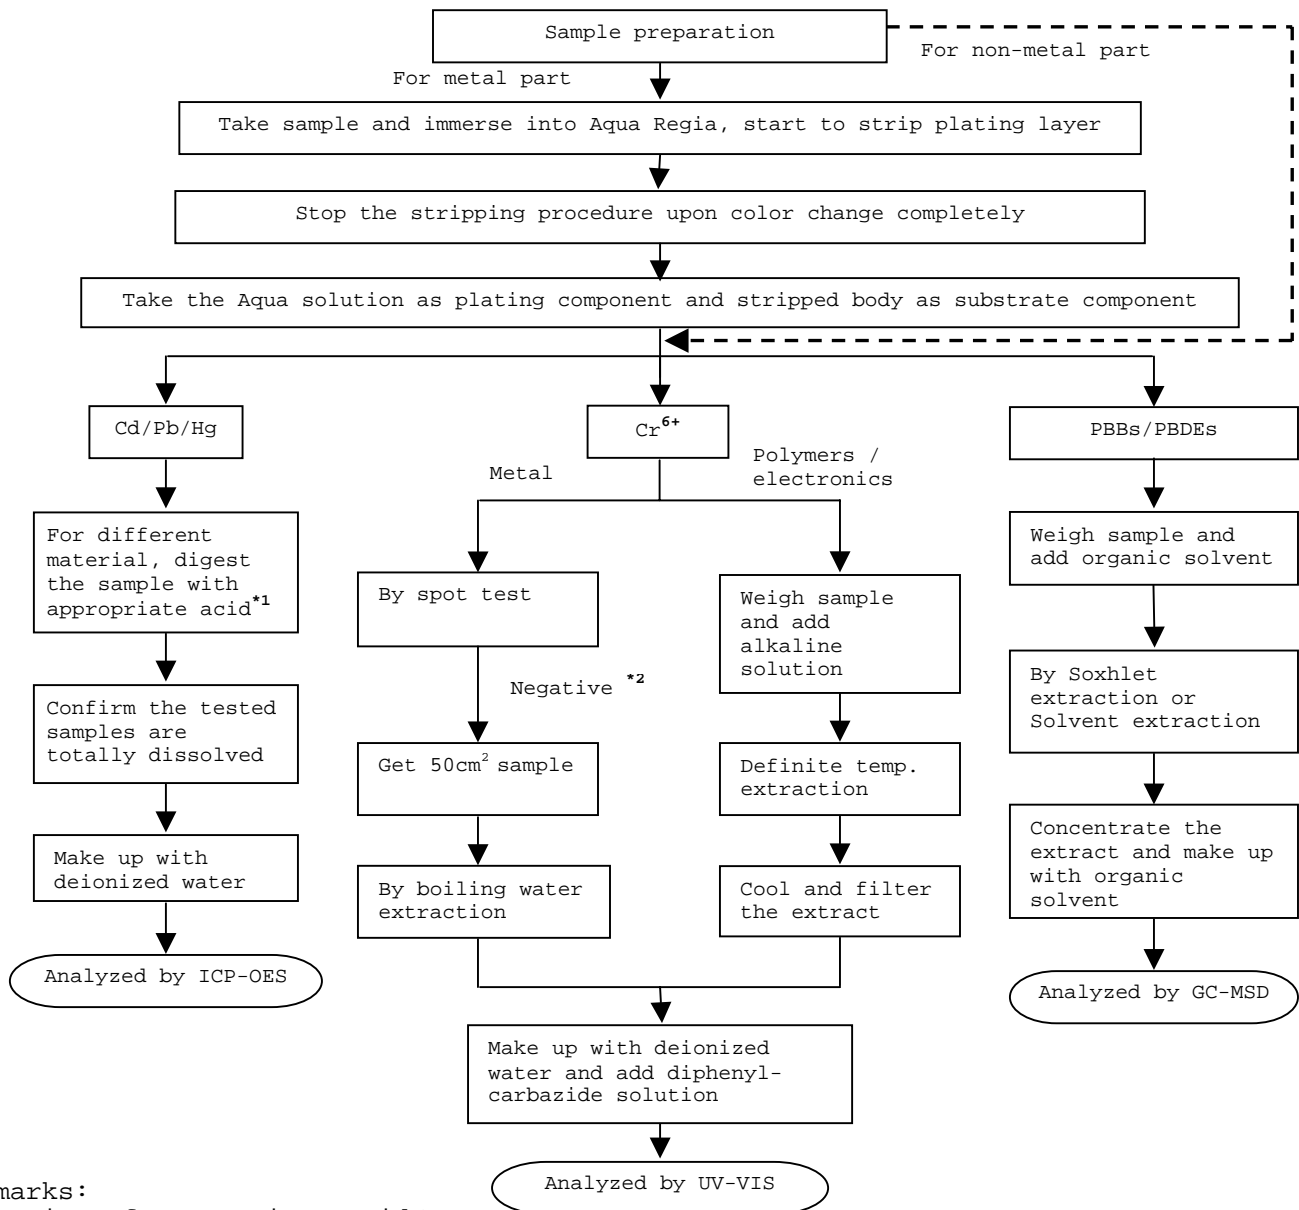 Sample preparation
For non-metal part
For metal part
Take sample and immerse into Aqua Regia, start to strip plating layer
Stop the stripping procedure upon color change completely
Take the Aqua solution as plating component and stripped body as substrate component
Cd/Pb/Hg
Cr6+
PBBs/PBDEs
Metal
Polymers /
electronics
For different
material, digest
the sample with
appropriate acid*1
Confirm the tested
samples are
totally dissolved
Make up with
deionized water
Analyzed by ICP-OES
By spot test
Negative *2
Get 50cm2 sample
By boiling water
extraction
Weigh sample
and add
alkaline
solution
Definite temp.
extraction
Cool and filter
the extract
Make up with deionized
water and add diphenyl-
carbazide solution
Analyzed by UV-VIS
Weigh sample and
add organic solvent
By Soxhlet
extraction or
Solvent extraction
Concentrate the
extract and make up
with organic
solvent
Analyzed by GC-MSD
marks: